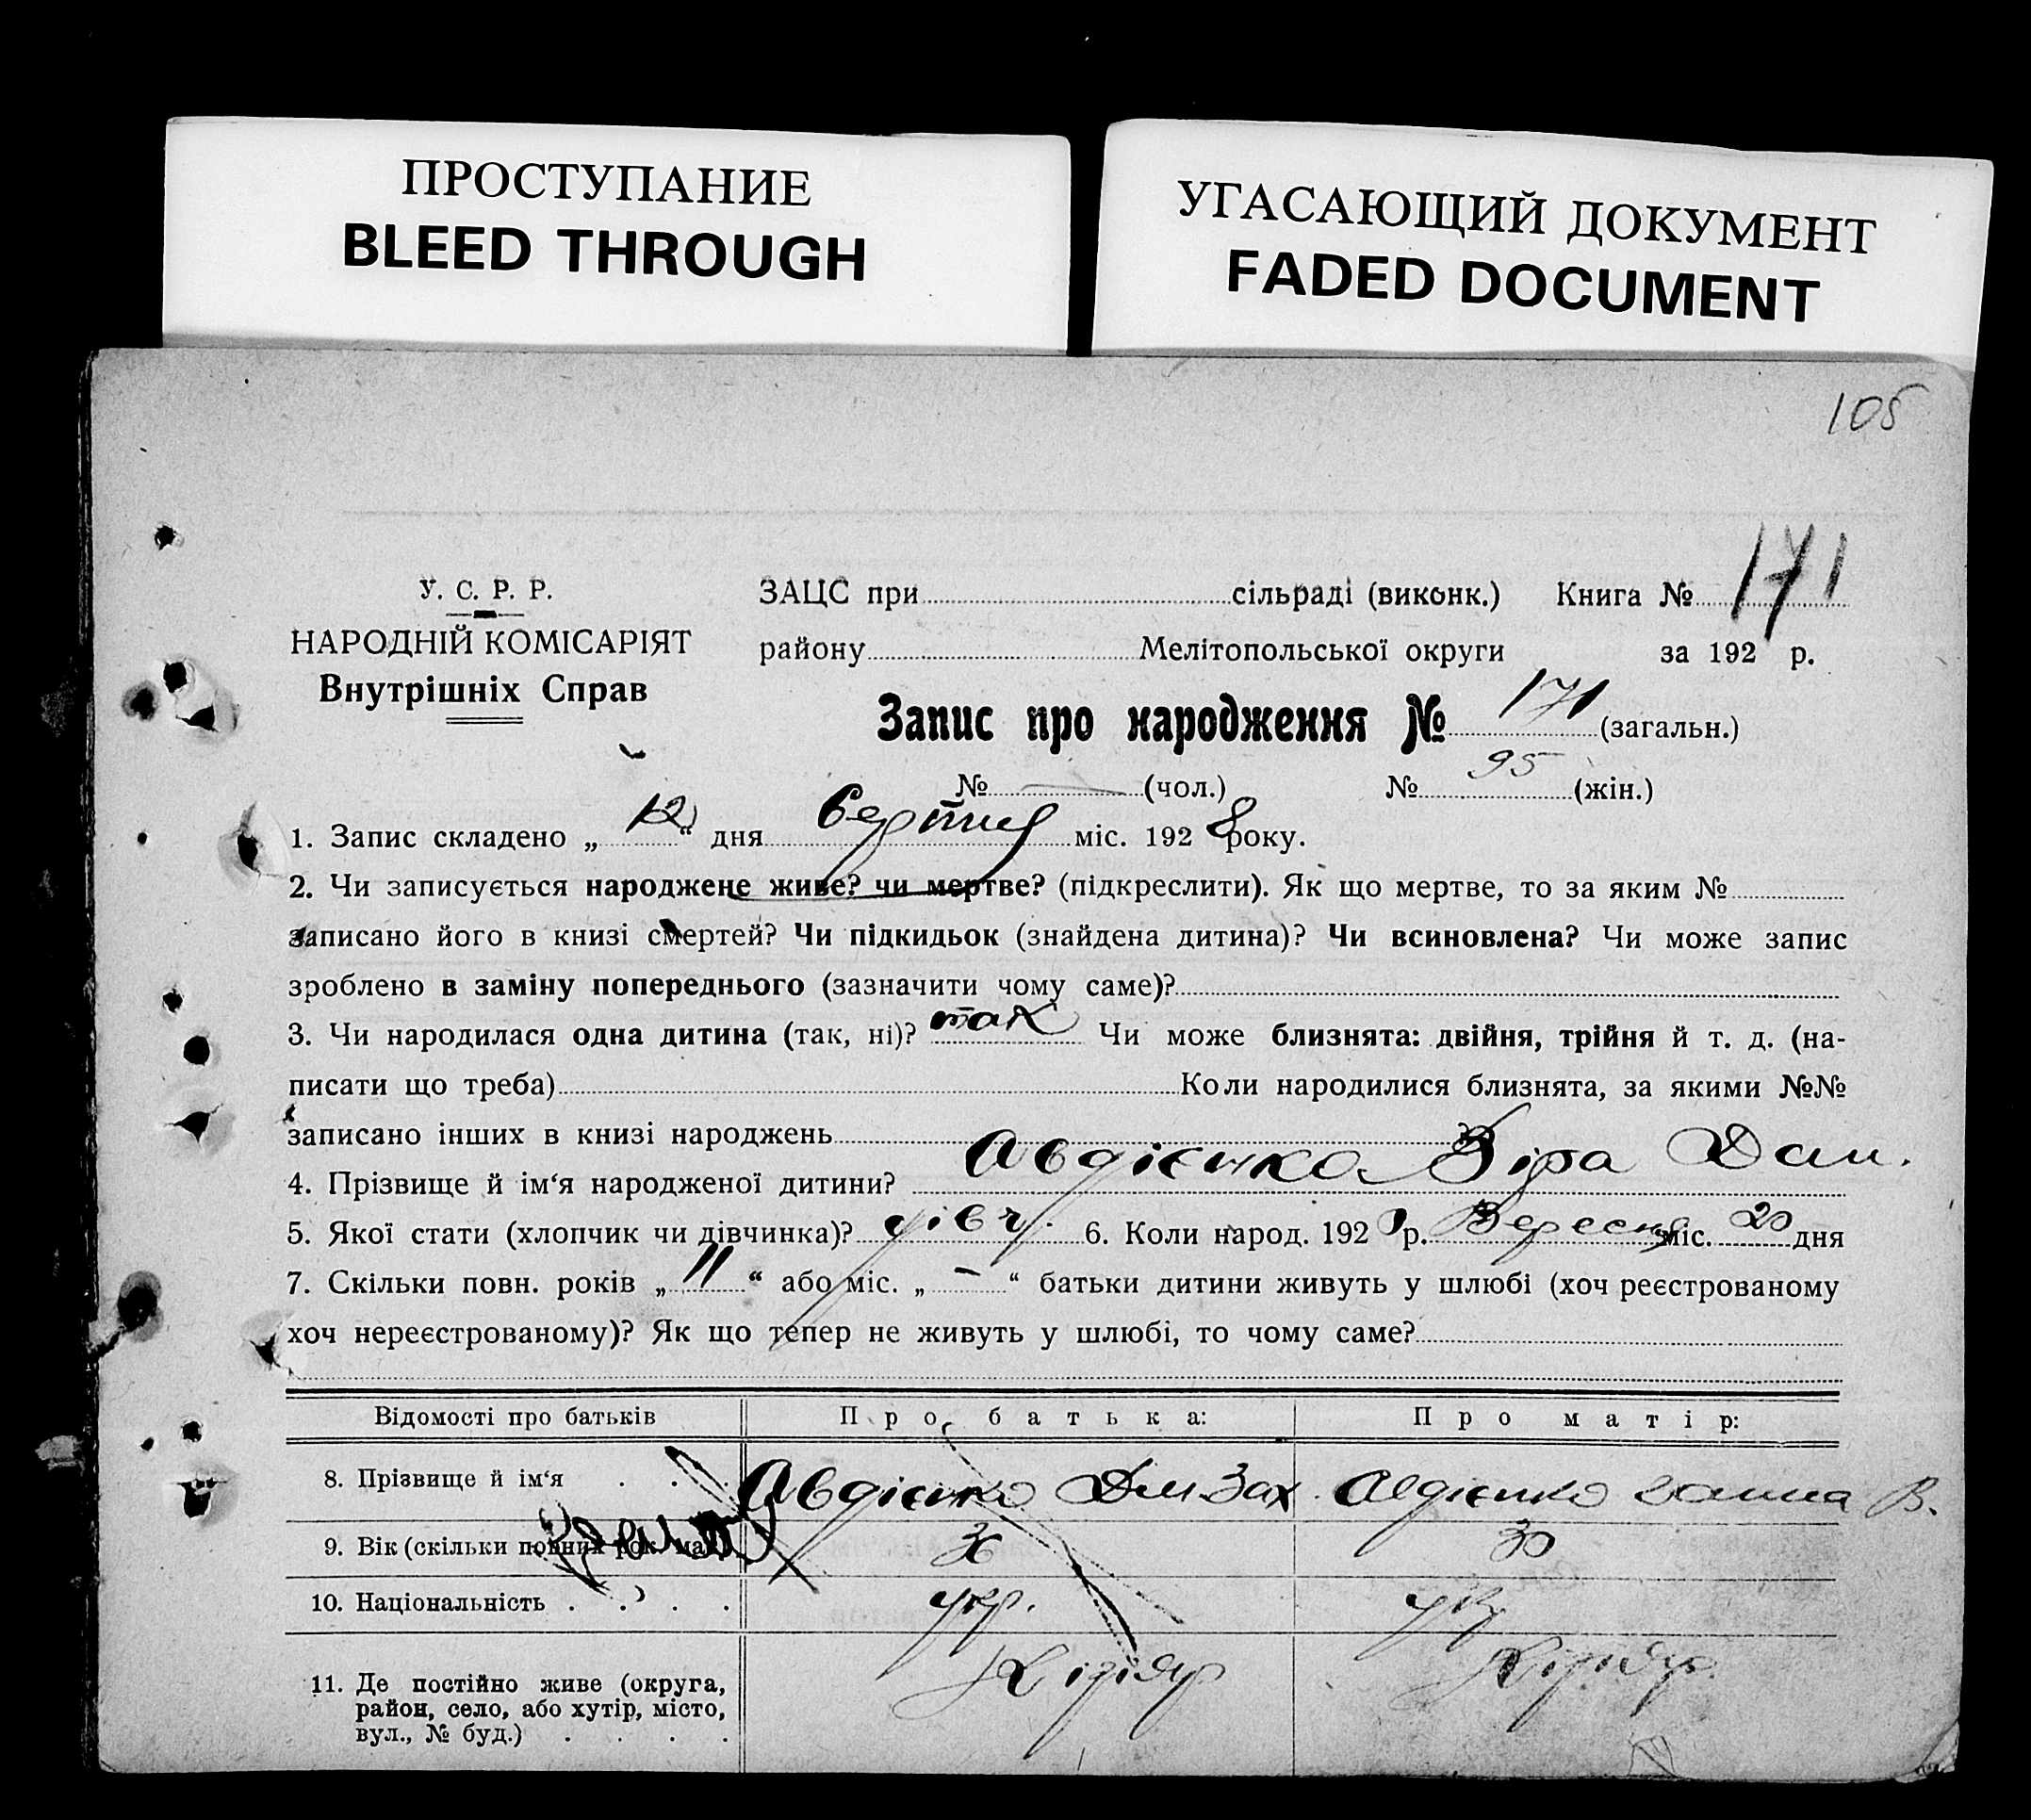 ПРОСТУПАНИЕ
BLEED THROUGH
УГАСАЮЩИЙ ДОКУМЕНТ
FADED DOCUMENT
105
У. С. Р. Р.
НАРОДНІЙ КОМІСАРІЯТ
Внутрішніх Справ
ЗАЦС при сільраді (виконк.) Книга № 171
району Мелітопольської округи за 192 р.
Запис про народження № 171 (загальн.)
№ — (чол.) № 95 (жін.)
1. Запис складено „ 12 “ дня міс. 1928 року.
2. Чи записується народжене живе? чи мертве? (підкреслити). Як що мертве, то за яким №
записано його в книзі смертей? Чи підкидьок (знайдена дитина)? Чи всиновлена? Чи може запис
зроблено в заміну попереднього (зазначити чому саме)?
3. Чи народилася одна дитина (так, ні)? так Чи може близнята: двійня, трійня й т. д. (на-
писати що треба) Коли народилися близнята, за якими №№
записано інших в книзі народжень
4. Прізвище й ім‘я народженої дитини? Авдієнко Віра Дан.
5. Якої стати (хлопчик чи дівчинка)? дівч. 6. Коли народ. 192 р. Вересня міс. 20 дня
7. Скільки повн. років „ 11 “ або міс. „ – “ батьки дитини живуть у шлюбі (хоч реєстрованому
хоч нереєстрованому)? Як що тепер не живуть у шлюбі, то чому саме?
Відомості про батьків Про батька: Про матір:
8. Прізвище й ім‘я . . . Авдієнко Зах. Авдієнко Ганна В.
9. Вік (скільки повних рок. має) 30
10. Національність . . . . укр. укр
11. Де постійно живе (округа,
район, село, або хутір, місто,
вул., № буд.) . . . .